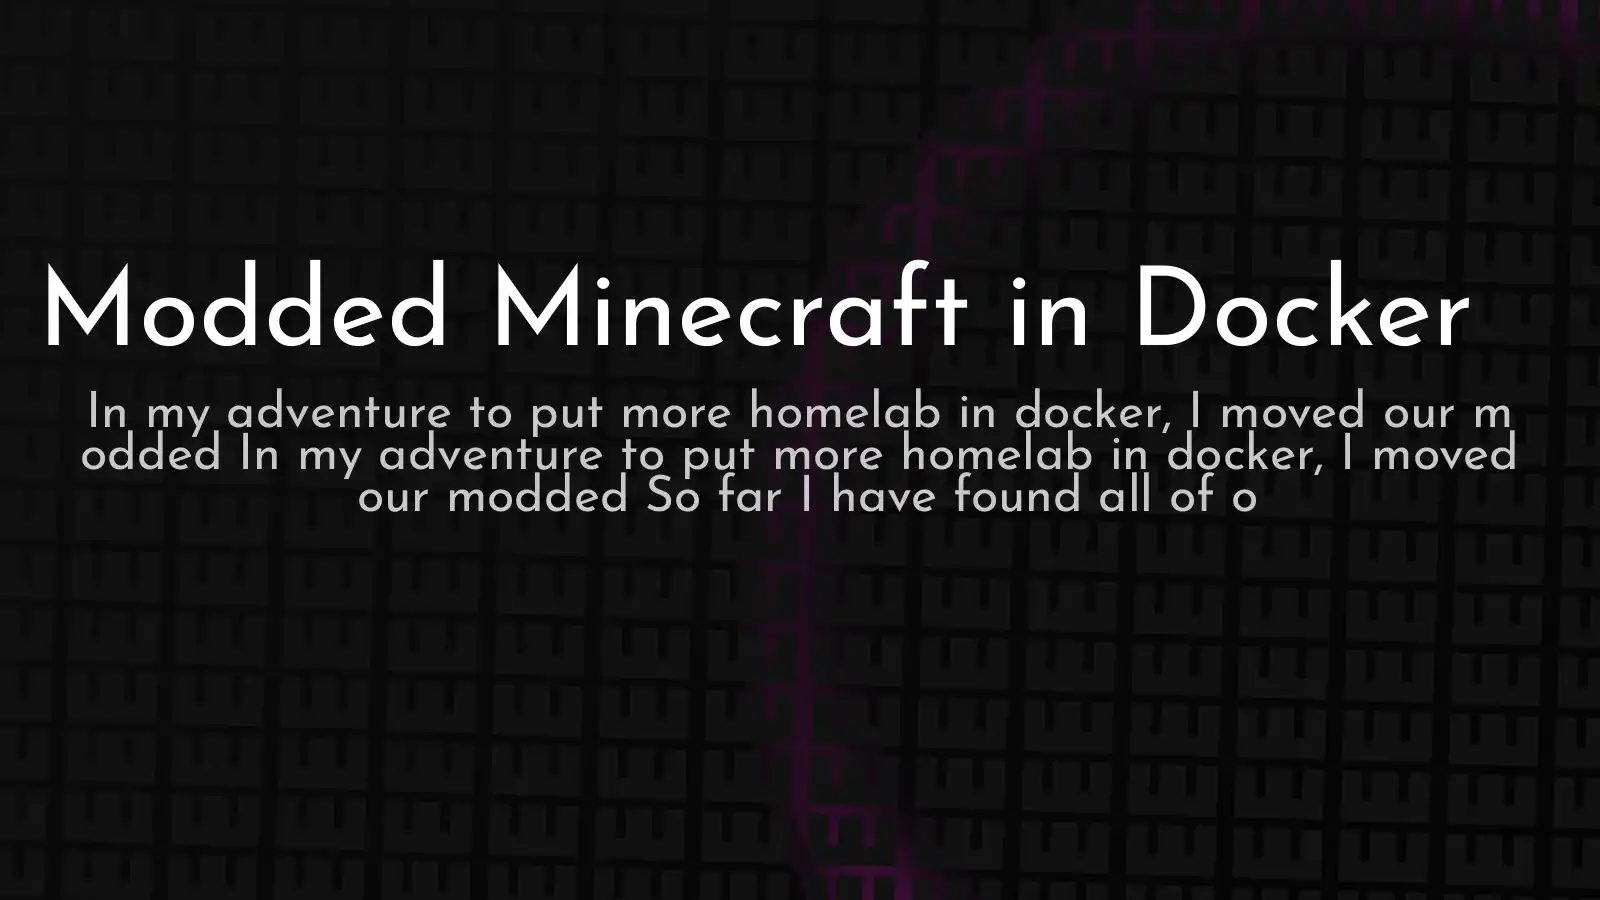 Modded Minecraft in Docker
In my adventure to put more homelab in docker, I moved our m
odded In my adventure to put more homelab in docker, I moved
our modded So far I have found all of o